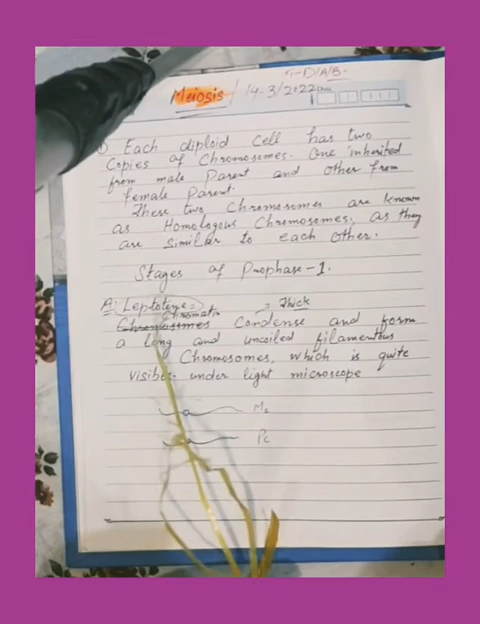 T-D/A/B-
Meiosis / 14-3/2022
Each diploid Cell has two
Copies of Chromosomes. One inherited
from male Parent and other from
female Parent.
These two Chromosomes are known
as Homologous Chromosomes, as they
are similar to each other.
Stages of Prophase-1.
A: Leptotene:-
Chromatin → Thick
Chromosomes Condense and form
a long and uncoiled filamentous
Chromosomes, which is quite
visible under light microscope
Pc